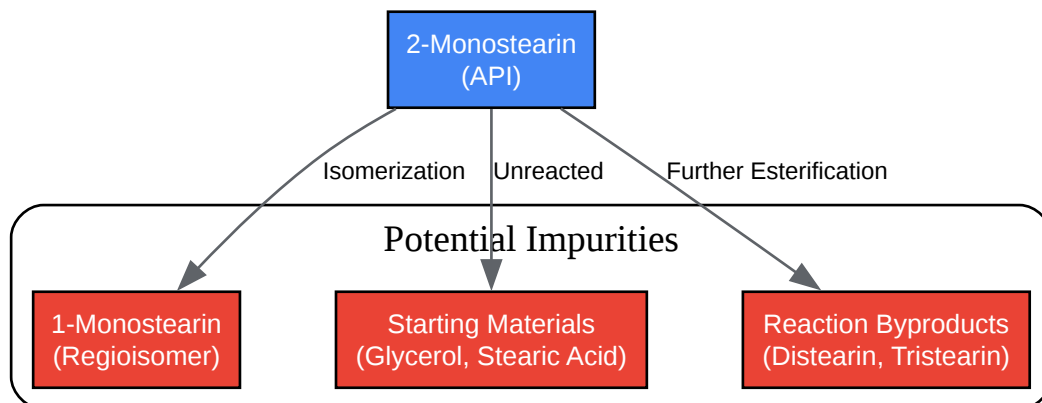 2-Monostearin
(API)
Isomerization
Unreacted
Further Esterification
Potential Impurities
1-Monostearin
(Regioisomer)
Starting Materials
(Glycerol, Stearic Acid)
Reaction Byproducts
(Distearin, Tristearin)